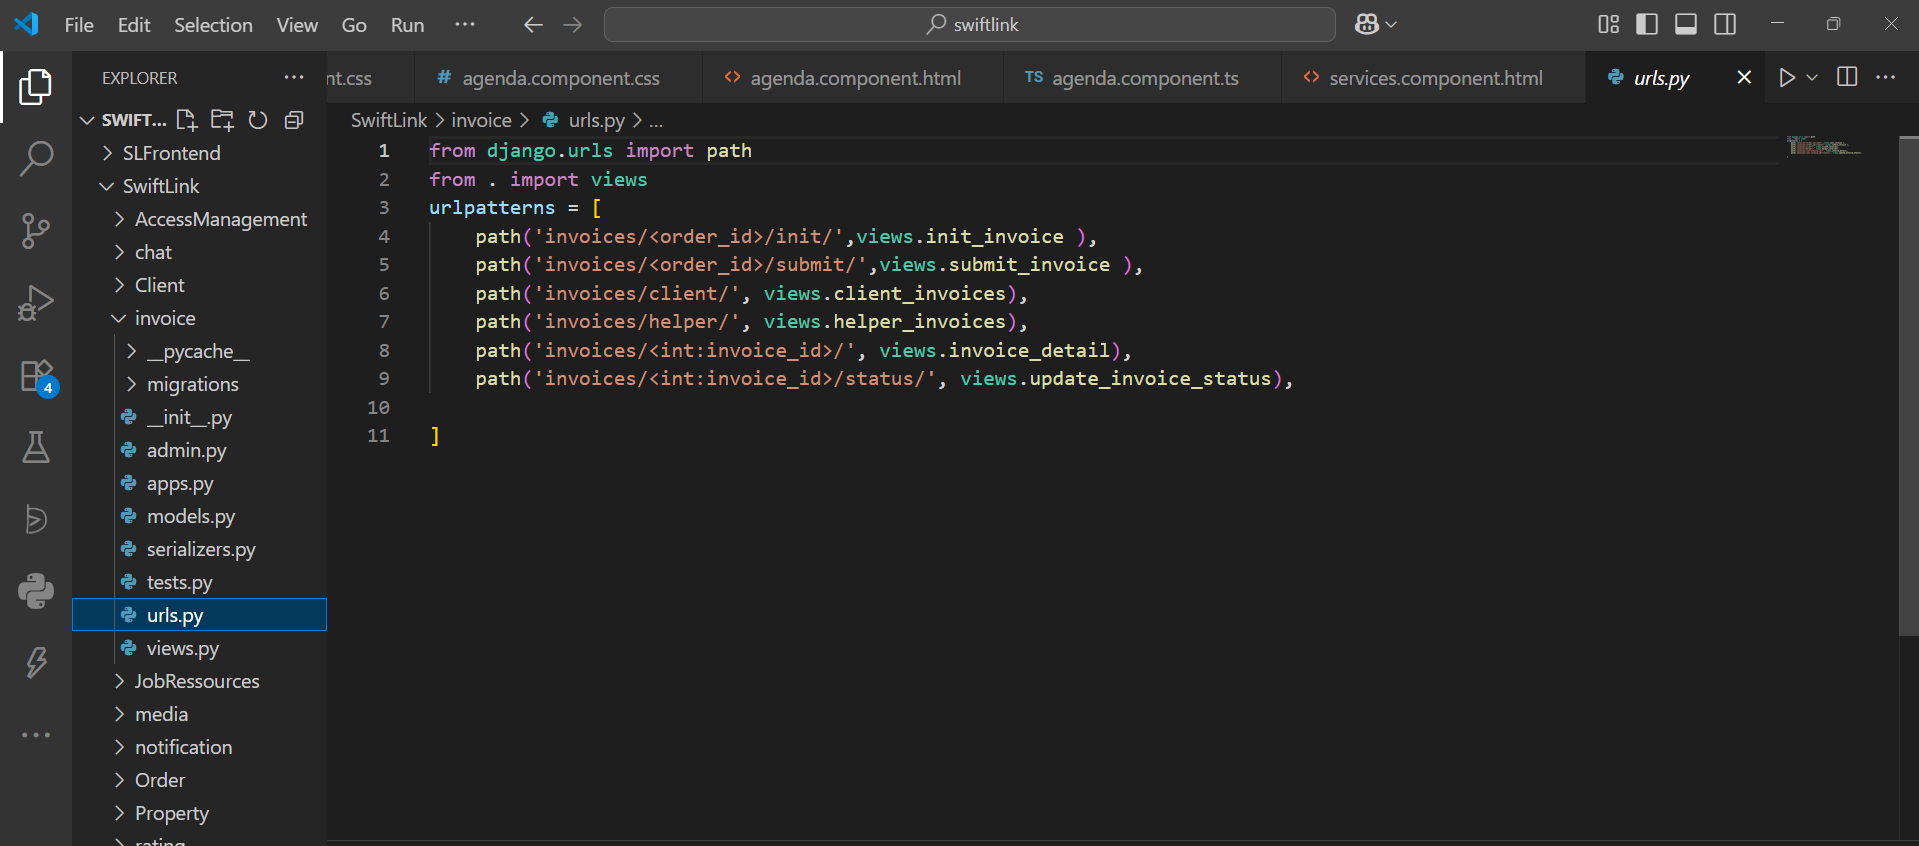 File Edit Selection View Go Run ··· swiftlink
EXPLORER ··· nt.css # agenda.component.css <> agenda.component.html TS agenda.component.ts <> services.component.html urls.py
SWIFT...
SLFrontend
SwiftLink
AccessManagement
chat
Client
invoice
__pycache__
migrations
__init__.py
admin.py
apps.py
models.py
serializers.py
tests.py
urls.py
views.py
JobRessources
media
notification
Order
Property
rating
4
SwiftLink > invoice > urls.py > ...
1 from django.urls import path
2 from . import views
3 urlpatterns = [
4     path('invoices/<order_id>/init/',views.init_invoice ),
5     path('invoices/<order_id>/submit/',views.submit_invoice ),
6     path('invoices/client/', views.client_invoices),
7     path('invoices/helper/', views.helper_invoices),
8     path('invoices/<int:invoice_id>/', views.invoice_detail),
9     path('invoices/<int:invoice_id>/status/', views.update_invoice_status),
10
11 ]